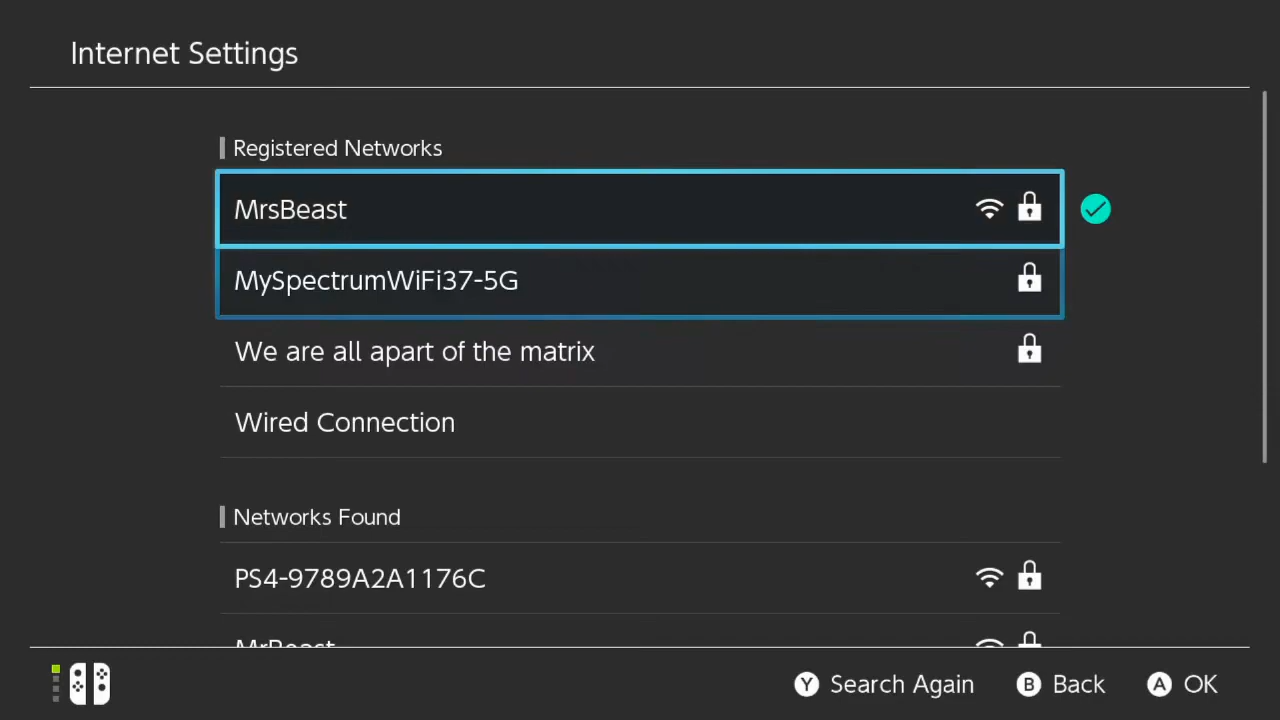 Internet Settings
Registered Networks
MrsBeast
MySpectrumWiFi37-5G
We are all apart of the matrix
Wired Connection
Networks Found
PS4-9789A2A1176C
MrBeast
Y Search Again B Back A OK